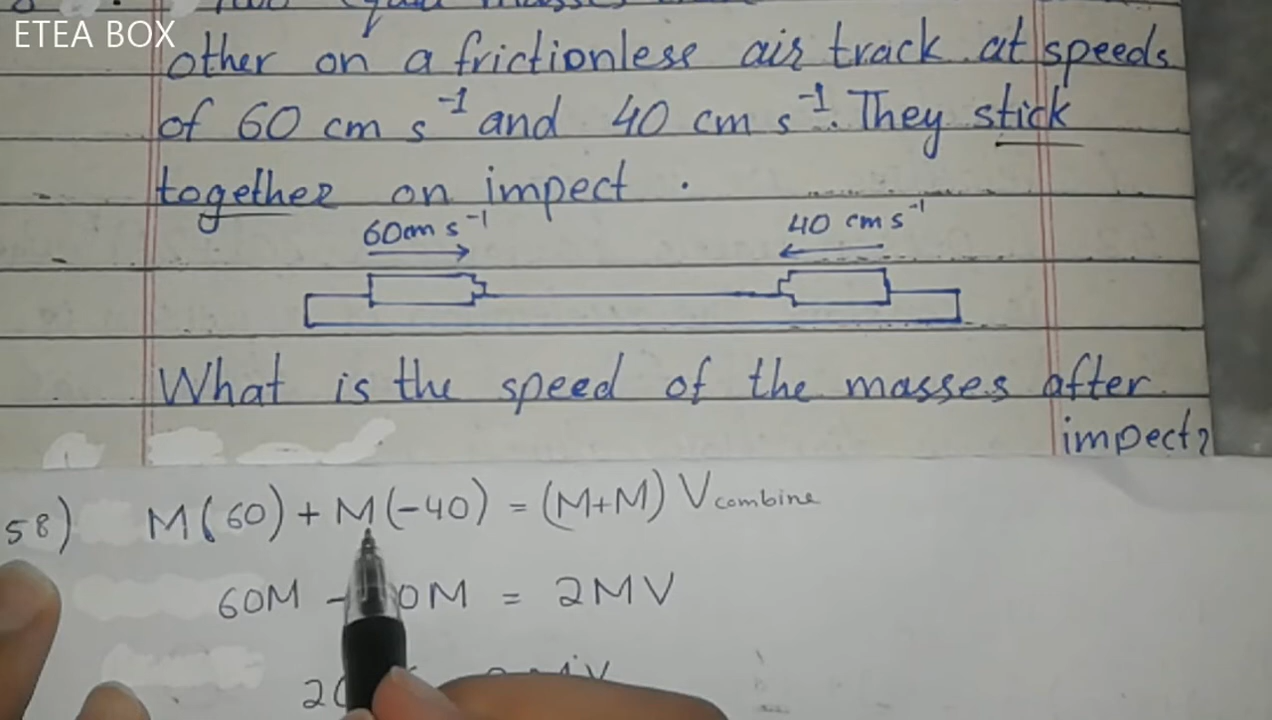 ETEA BOX
other on a frictionless air track at speeds
of 60 cm s⁻¹ and 40 cm s⁻¹. They stick
together on impect .
60cm s⁻¹
40 cm s⁻¹
What is the speed of the masses after
impect?
58) M(60) + M(-40) = (M+M) Vcombine
60M - 0M = 2MV